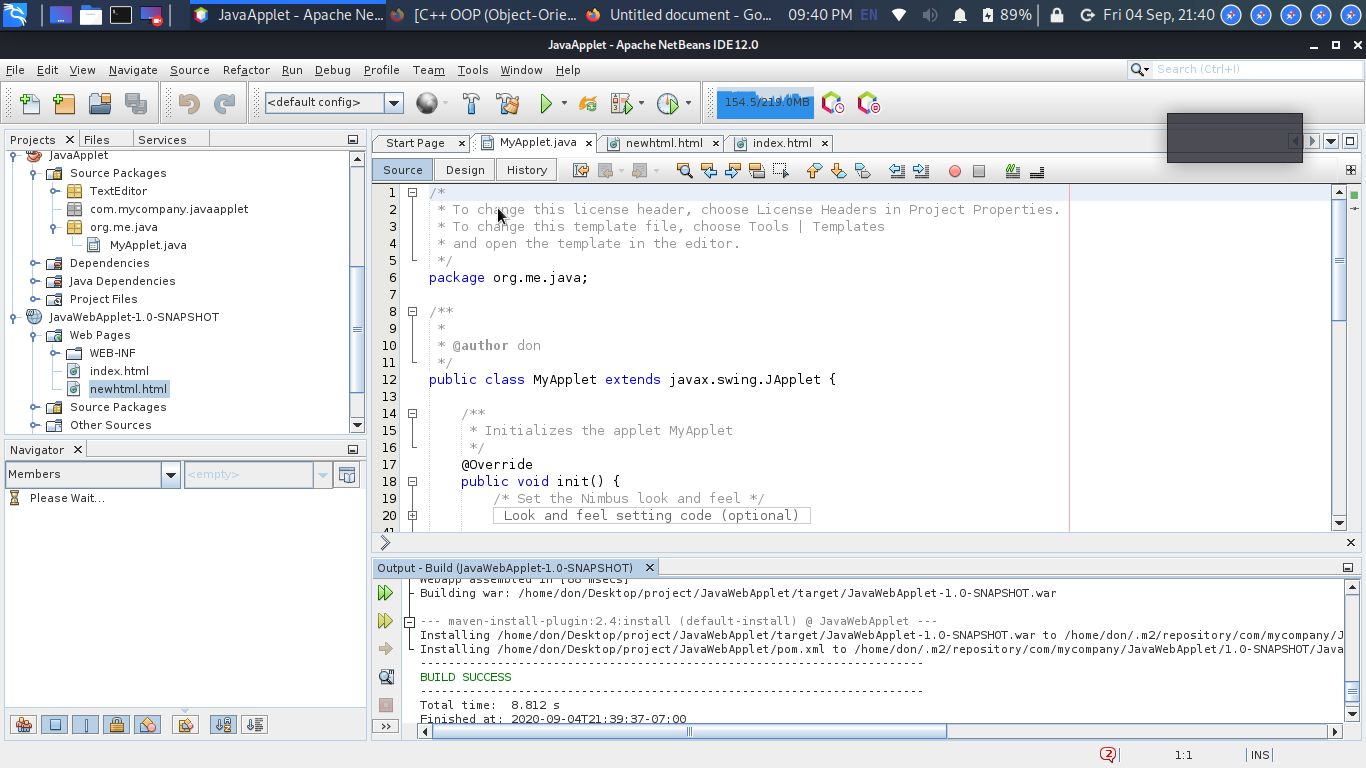 JavaApplet - Apache Ne...
[C++ OOP (Object-Orie...
Untitled document - Go...
09:40 PM EN
89%
Fri 04 Sep, 21:40
JavaApplet - Apache NetBeans IDE 12.0
File Edit View Navigate Source Refactor Run Debug Profile Team Tools Window Help
Search (Ctrl+I)
<default config>
154.5/219.0MB
Projects Files Services
JavaApplet
Source Packages
TextEditor
com.mycompany.javaapplet
org.me.java
MyApplet.java
Dependencies
Java Dependencies
Project Files
JavaWebApplet-1.0-SNAPSHOT
Web Pages
WEB-INF
index.html
newhtml.html
Source Packages
Other Sources
Navigator
Members
<empty>
Please Wait...
Start Page MyApplet.java newhtml.html index.html
Source Design History
1 /*
2 * To change this license header, choose License Headers in Project Properties.
3 * To change this template file, choose Tools | Templates
4 * and open the template in the editor.
5 */
6 package org.me.java;
7
8 /**
9 *
10 * @author don
11 */
12 public class MyApplet extends javax.swing.JApplet {
13
14 /**
15 * Initializes the applet MyApplet
16 */
17 @Override
18 public void init() {
19 /* Set the Nimbus look and feel */
20 Look and feel setting code (optional)
Output - Build (JavaWebApplet-1.0-SNAPSHOT)
Webapp assembled in [88 msecs]
Building war: /home/don/Desktop/project/JavaWebApplet/target/JavaWebApplet-1.0-SNAPSHOT.war
--- maven-install-plugin:2.4:install (default-install) @ JavaWebApplet ---
Installing /home/don/Desktop/project/JavaWebApplet/target/JavaWebApplet-1.0-SNAPSHOT.war to /home/don/.m2/repository/com/mycompany/J
Installing /home/don/Desktop/project/JavaWebApplet/pom.xml to /home/don/.m2/repository/com/mycompany/JavaWebApplet/1.0-SNAPSHOT/Java
------------------------------------------------------------------------
BUILD SUCCESS
------------------------------------------------------------------------
Total time: 8.812 s
Finished at: 2020-09-04T21:39:37-07:00
2
1:1
INS